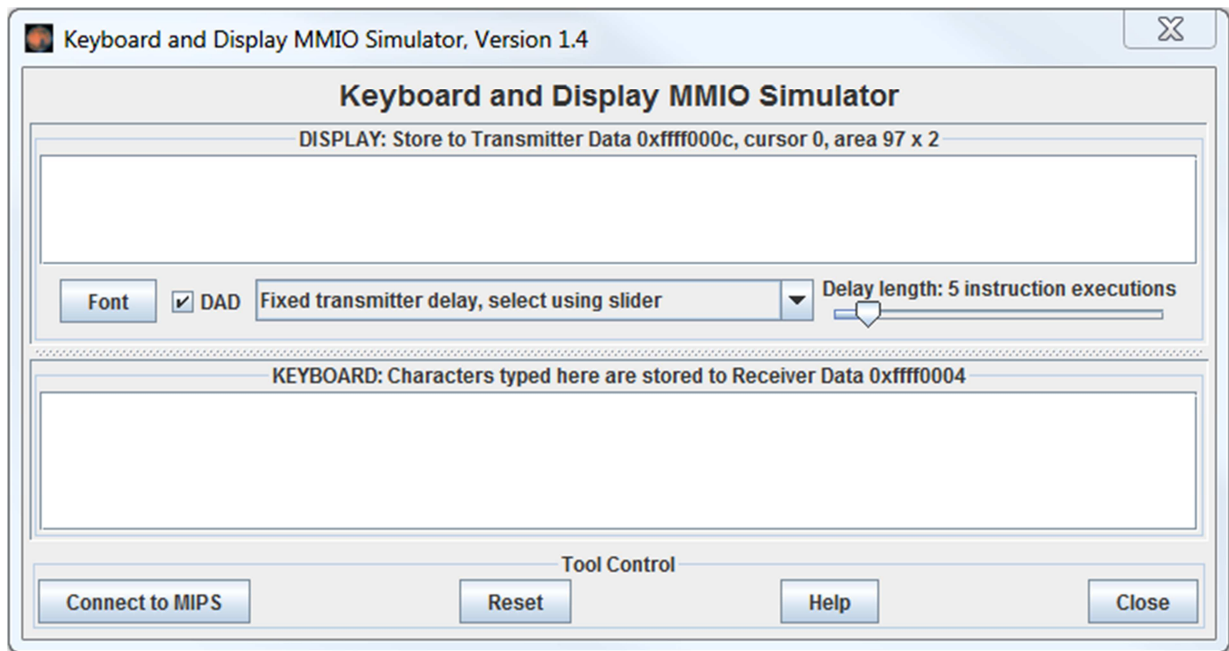 Keyboard and Display MMIO Simulator, Version 1.4
Keyboard and Display MMIO Simulator
DISPLAY: Store to Transmitter Data 0xffff000c, cursor 0, area 97 x 2
Font
DAD
Fixed transmitter delay, select using slider
Delay length: 5 instruction executions
KEYBOARD: Characters typed here are stored to Receiver Data 0xffff0004
Tool Control
Connect to MIPS
Reset
Help
Close